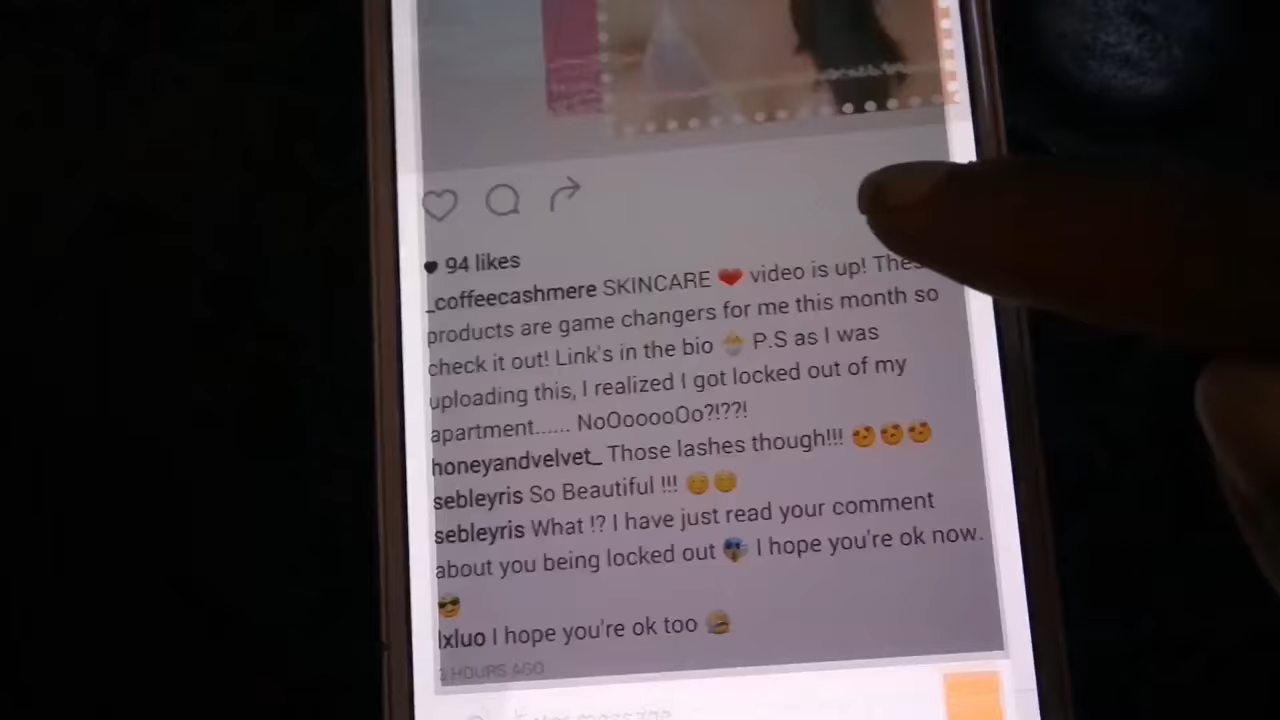 94 likes
_coffeecashmere SKINCARE ❤️ video is up!
products are game changers for me this month so
check it out! Link's in the bio P.S as I was
uploading this, I realized I got locked out of my
apartment...... NoOooooOo?!??!
honeyandvelvet_ Those lashes though!!! 😍😍😍
sebleyris So Beautiful !!! 😊😊
sebleyris What !? I have just read your comment
about you being locked out 😱 I hope you're ok now.
😎
lxluo I hope you're ok too
HOURS AGO